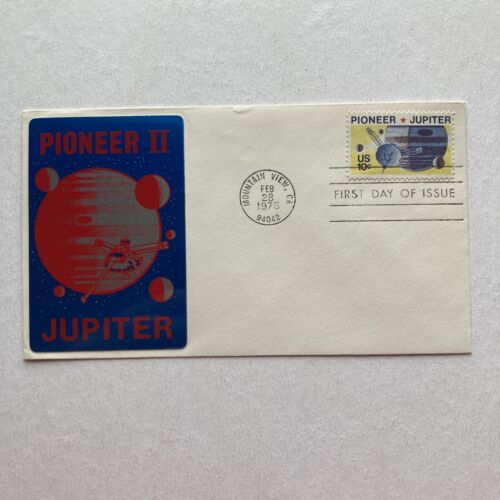 PIONEER II
JUPITER
MOUNTAIN VIEW, CA
FEB
28
1975
94042
PIONEER ★ JUPITER
US
10c
FIRST DAY OF ISSUE